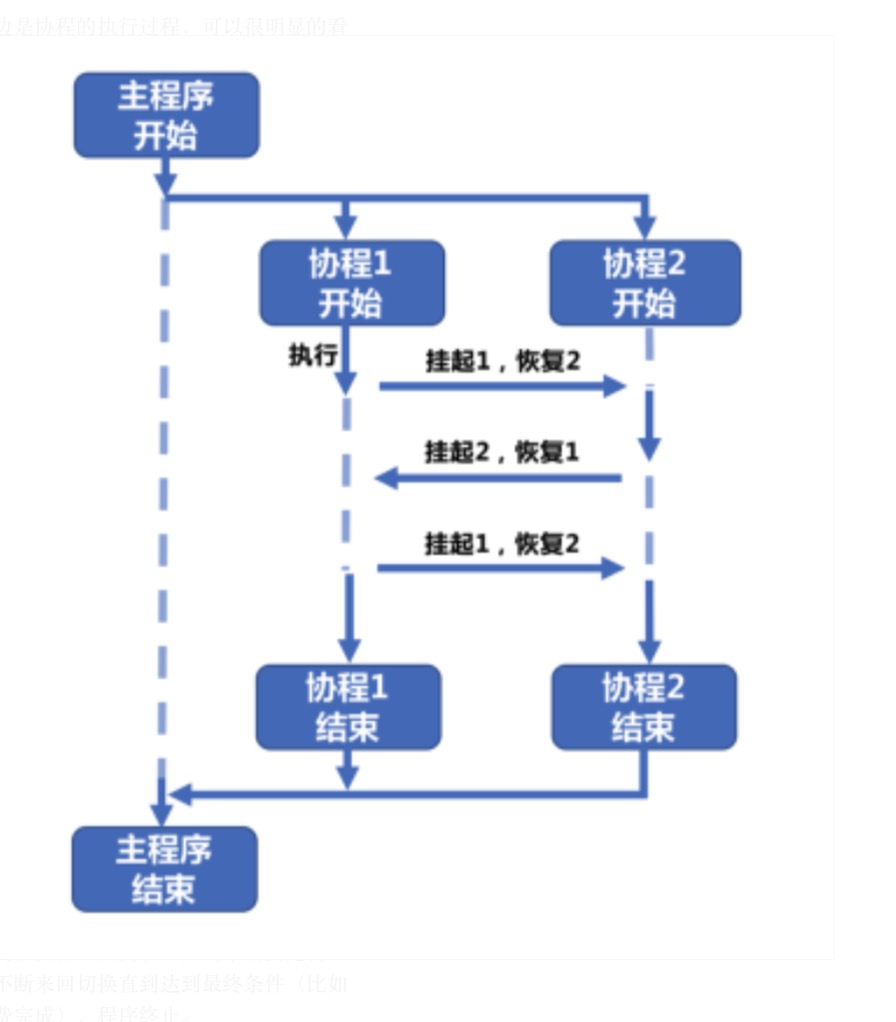 边是协程的执行过程，可以很明显的看
主程序
开始
协程1
开始
协程2
开始
执行
挂起1，恢复2
挂起2，恢复1
挂起1，恢复2
协程1
结束
协程2
结束
主程序
结束
不断来回切换直到达到最终条件（比如
费完成），程序终止。